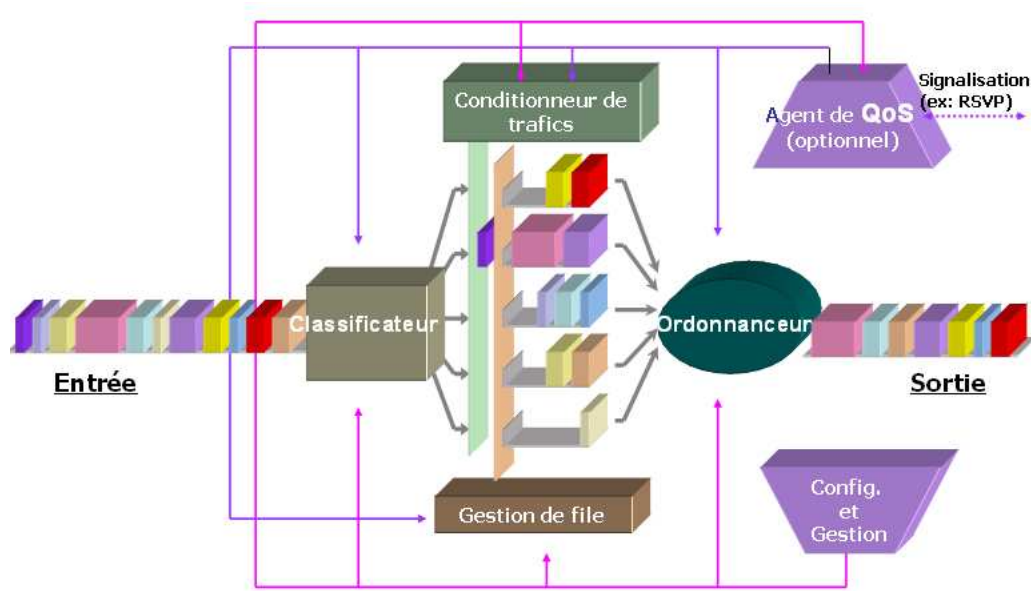 Conditionneur de
trafics
Agent de QoS
(optionnel)
Signalisation
(ex: RSVP)
Classificateur
Ordonnanceur
Entrée
Sortie
Gestion de file
Config.
et
Gestion